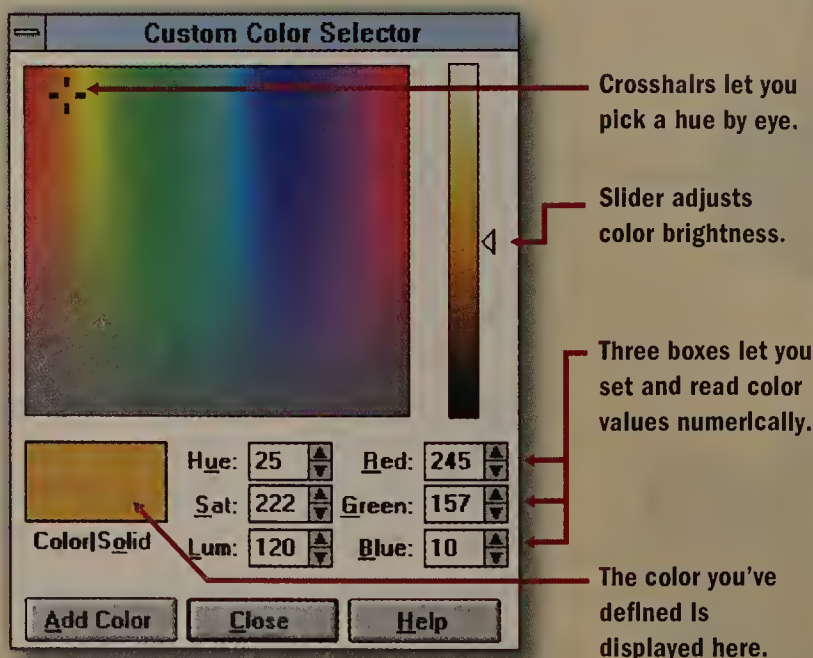 Custom Color Selector
Crosshairs let you
pick a hue by eye.
Slider adjusts
color brightness.
Three boxes let you
set and read color
values numerically.
Hue: 25 Red: 245
Sat: 222 Green: 157
Lum: 120 Blue: 10
Color|Solid
The color you've
defined is
displayed here.
Add Color Close Help